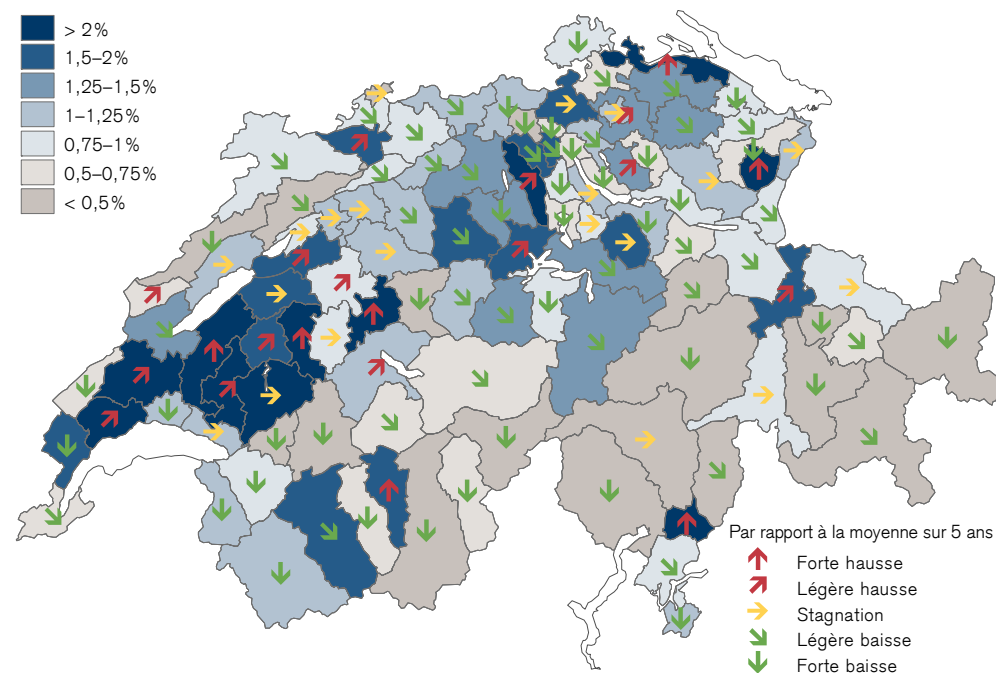 > 2%
1,5–2%
1,25–1,5%
1–1,25%
0,75–1%
0,5–0,75%
< 0,5%
Par rapport à la moyenne sur 5 ans
Forte hausse
Légère hausse
Stagnation
Légère baisse
Forte baisse